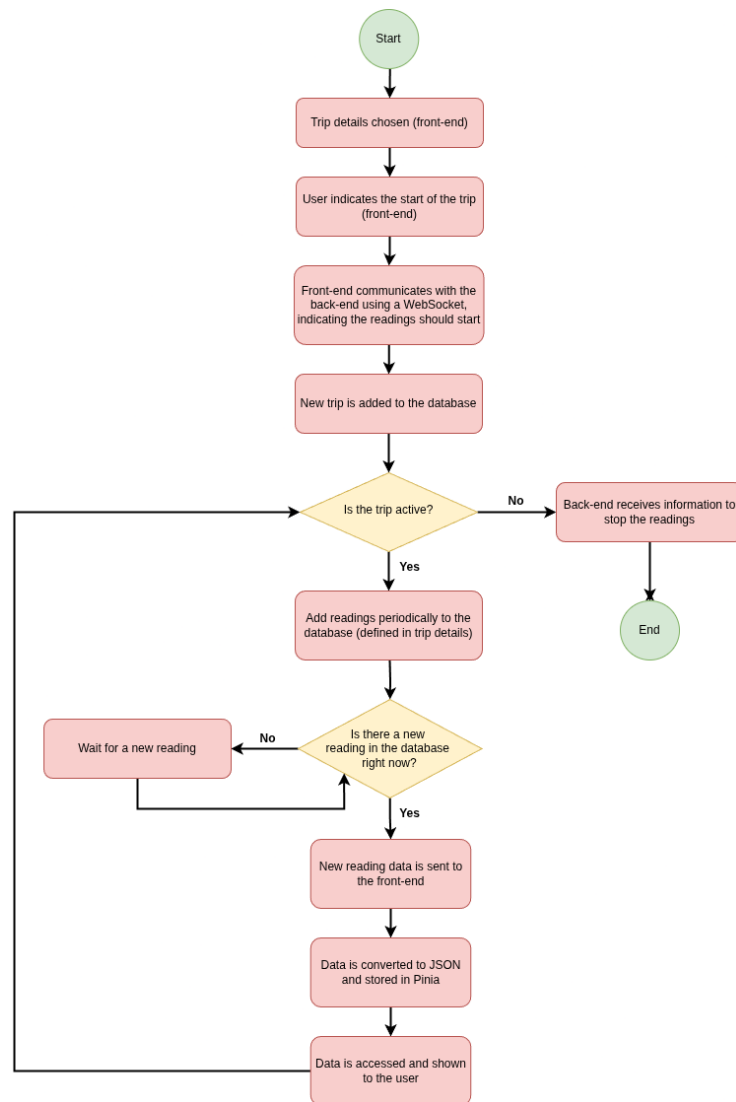 Start
Trip details chosen (front-end)
User indicates the start of the trip
(front-end)
Front-end communicates with the
back-end using a WebSocket,
indicating the readings should start
New trip is added to the database
Is the trip active?
No
Back-end receives information to
stop the readings
Yes
End
Add readings periodically to the
database (defined in trip details)
Is there a new
reading in the database
right now?
No
Wait for a new reading
Yes
New reading data is sent to
the front-end
Data is converted to JSON
and stored in Pinia
Data is accessed and shown
to the user